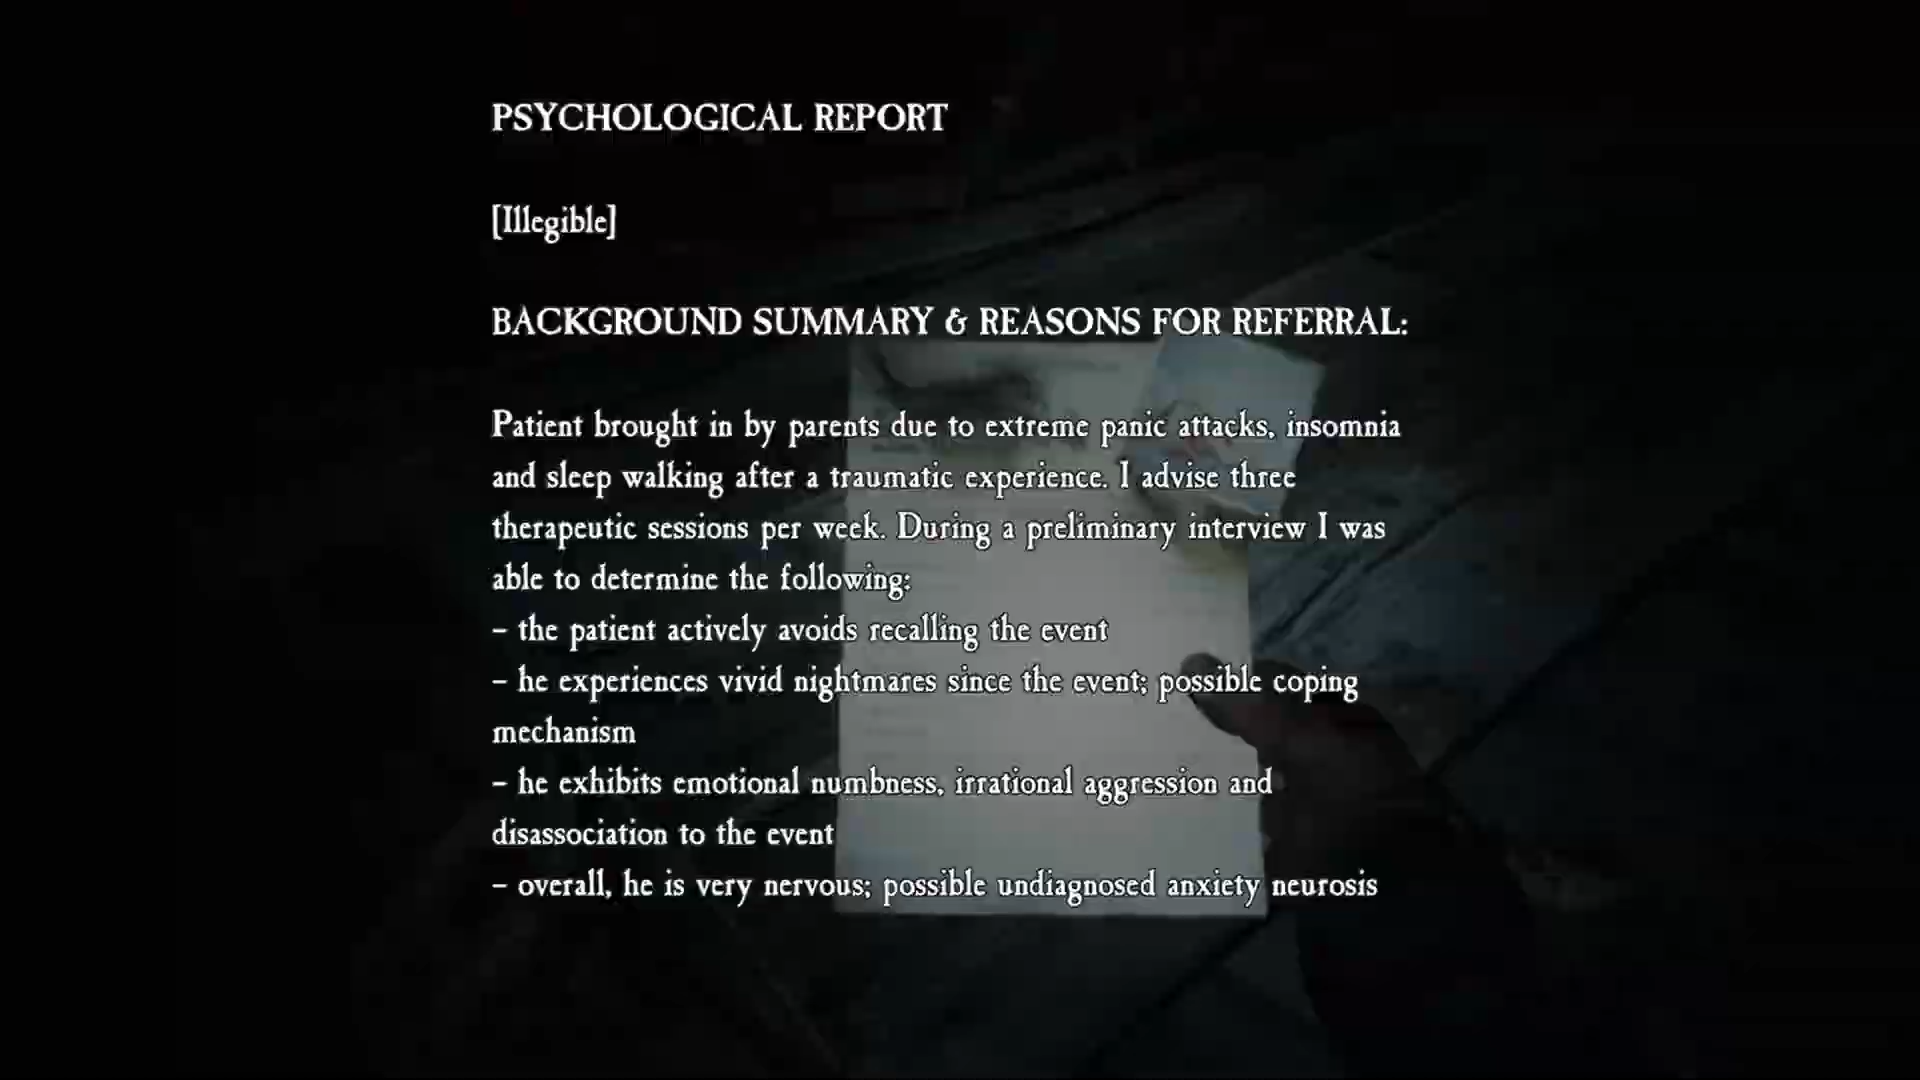 PSYCHOLOGICAL REPORT
[Illegible]
BACKGROUND SUMMARY & REASONS FOR REFERRAL:
Patient brought in by parents due to extreme panic attacks, insomnia
and sleep walking after a traumatic experience. I advise three
therapeutic sessions per week. During a preliminary interview I was
able to determine the following:
– the patient actively avoids recalling the event
– he experiences vivid nightmares since the event; possible coping
mechanism
– he exhibits emotional numbness, irrational aggression and
disassociation to the event
– overall, he is very nervous; possible undiagnosed anxiety neurosis